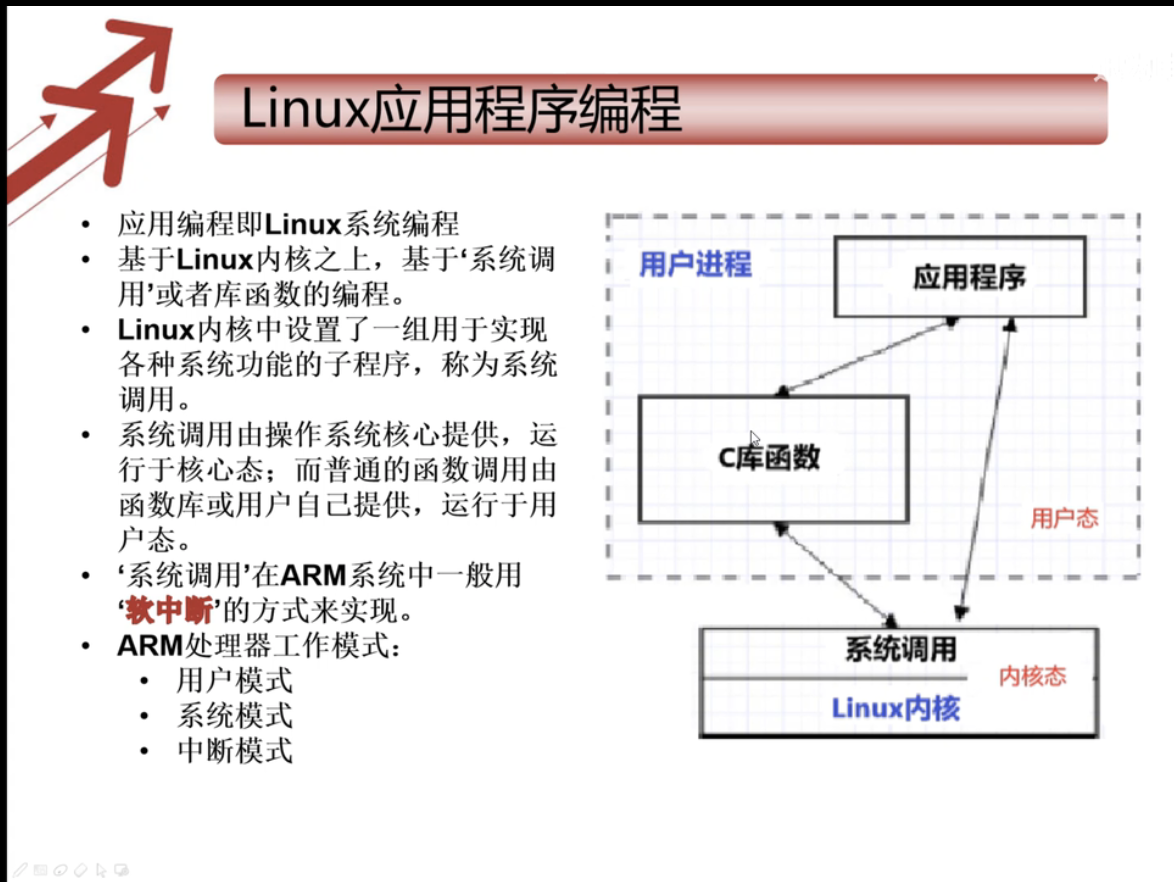 Linux应用程序编程
• 应用编程即Linux系统编程
• 基于Linux内核之上，基于‘系统调
用’或者库函数的编程。
• Linux内核中设置了一组用于实现
各种系统功能的子程序，称为系统
调用。
• 系统调用由操作系统核心提供，运
行于核心态；而普通的函数调用由
函数库或用户自己提供，运行于用
户态。
• ‘系统调用’在ARM系统中一般用
‘软中断’的方式来实现。
• ARM处理器工作模式：
• 用户模式
• 系统模式
• 中断模式
用户进程
应用程序
C库函数
用户态
系统调用
内核态
Linux内核